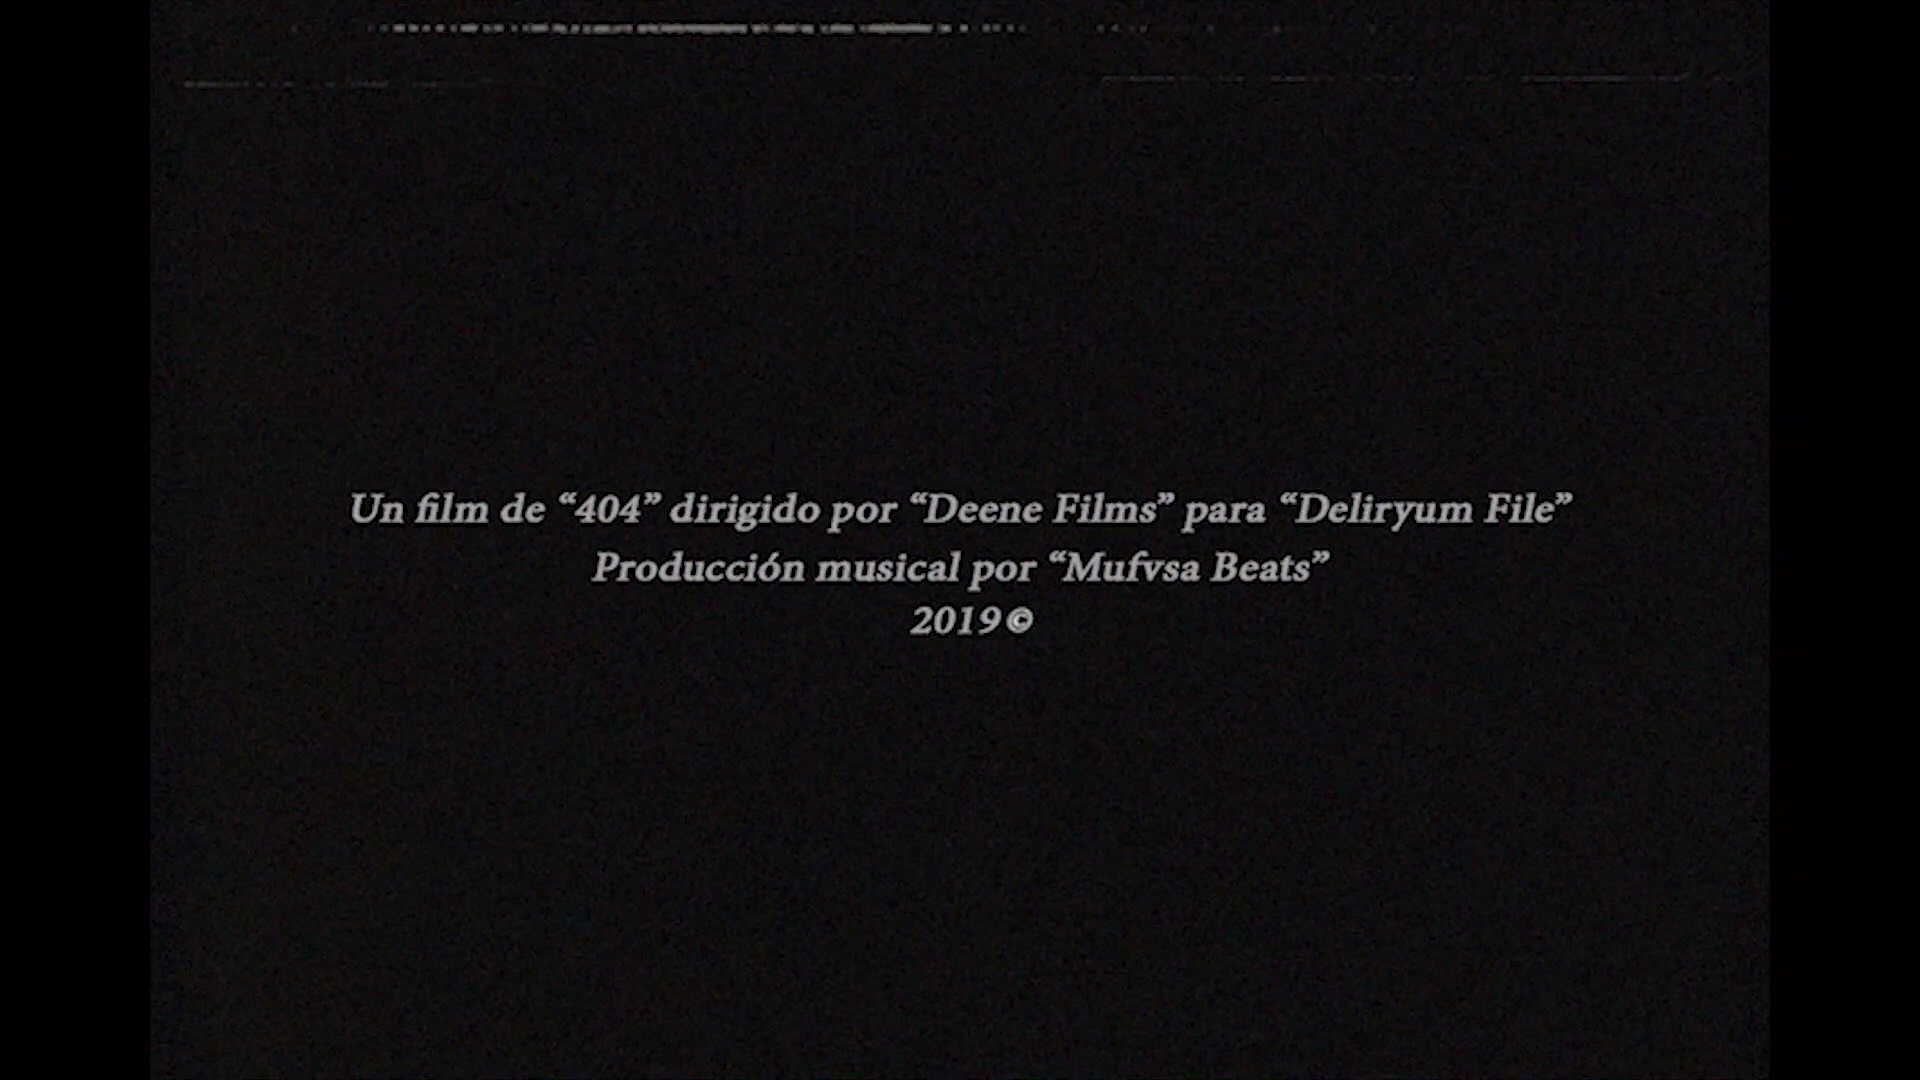 Un film de “404” dirigido por “Deene Films” para “Deliryum File”
Producción musical por “Mufvsa Beats”
2019©